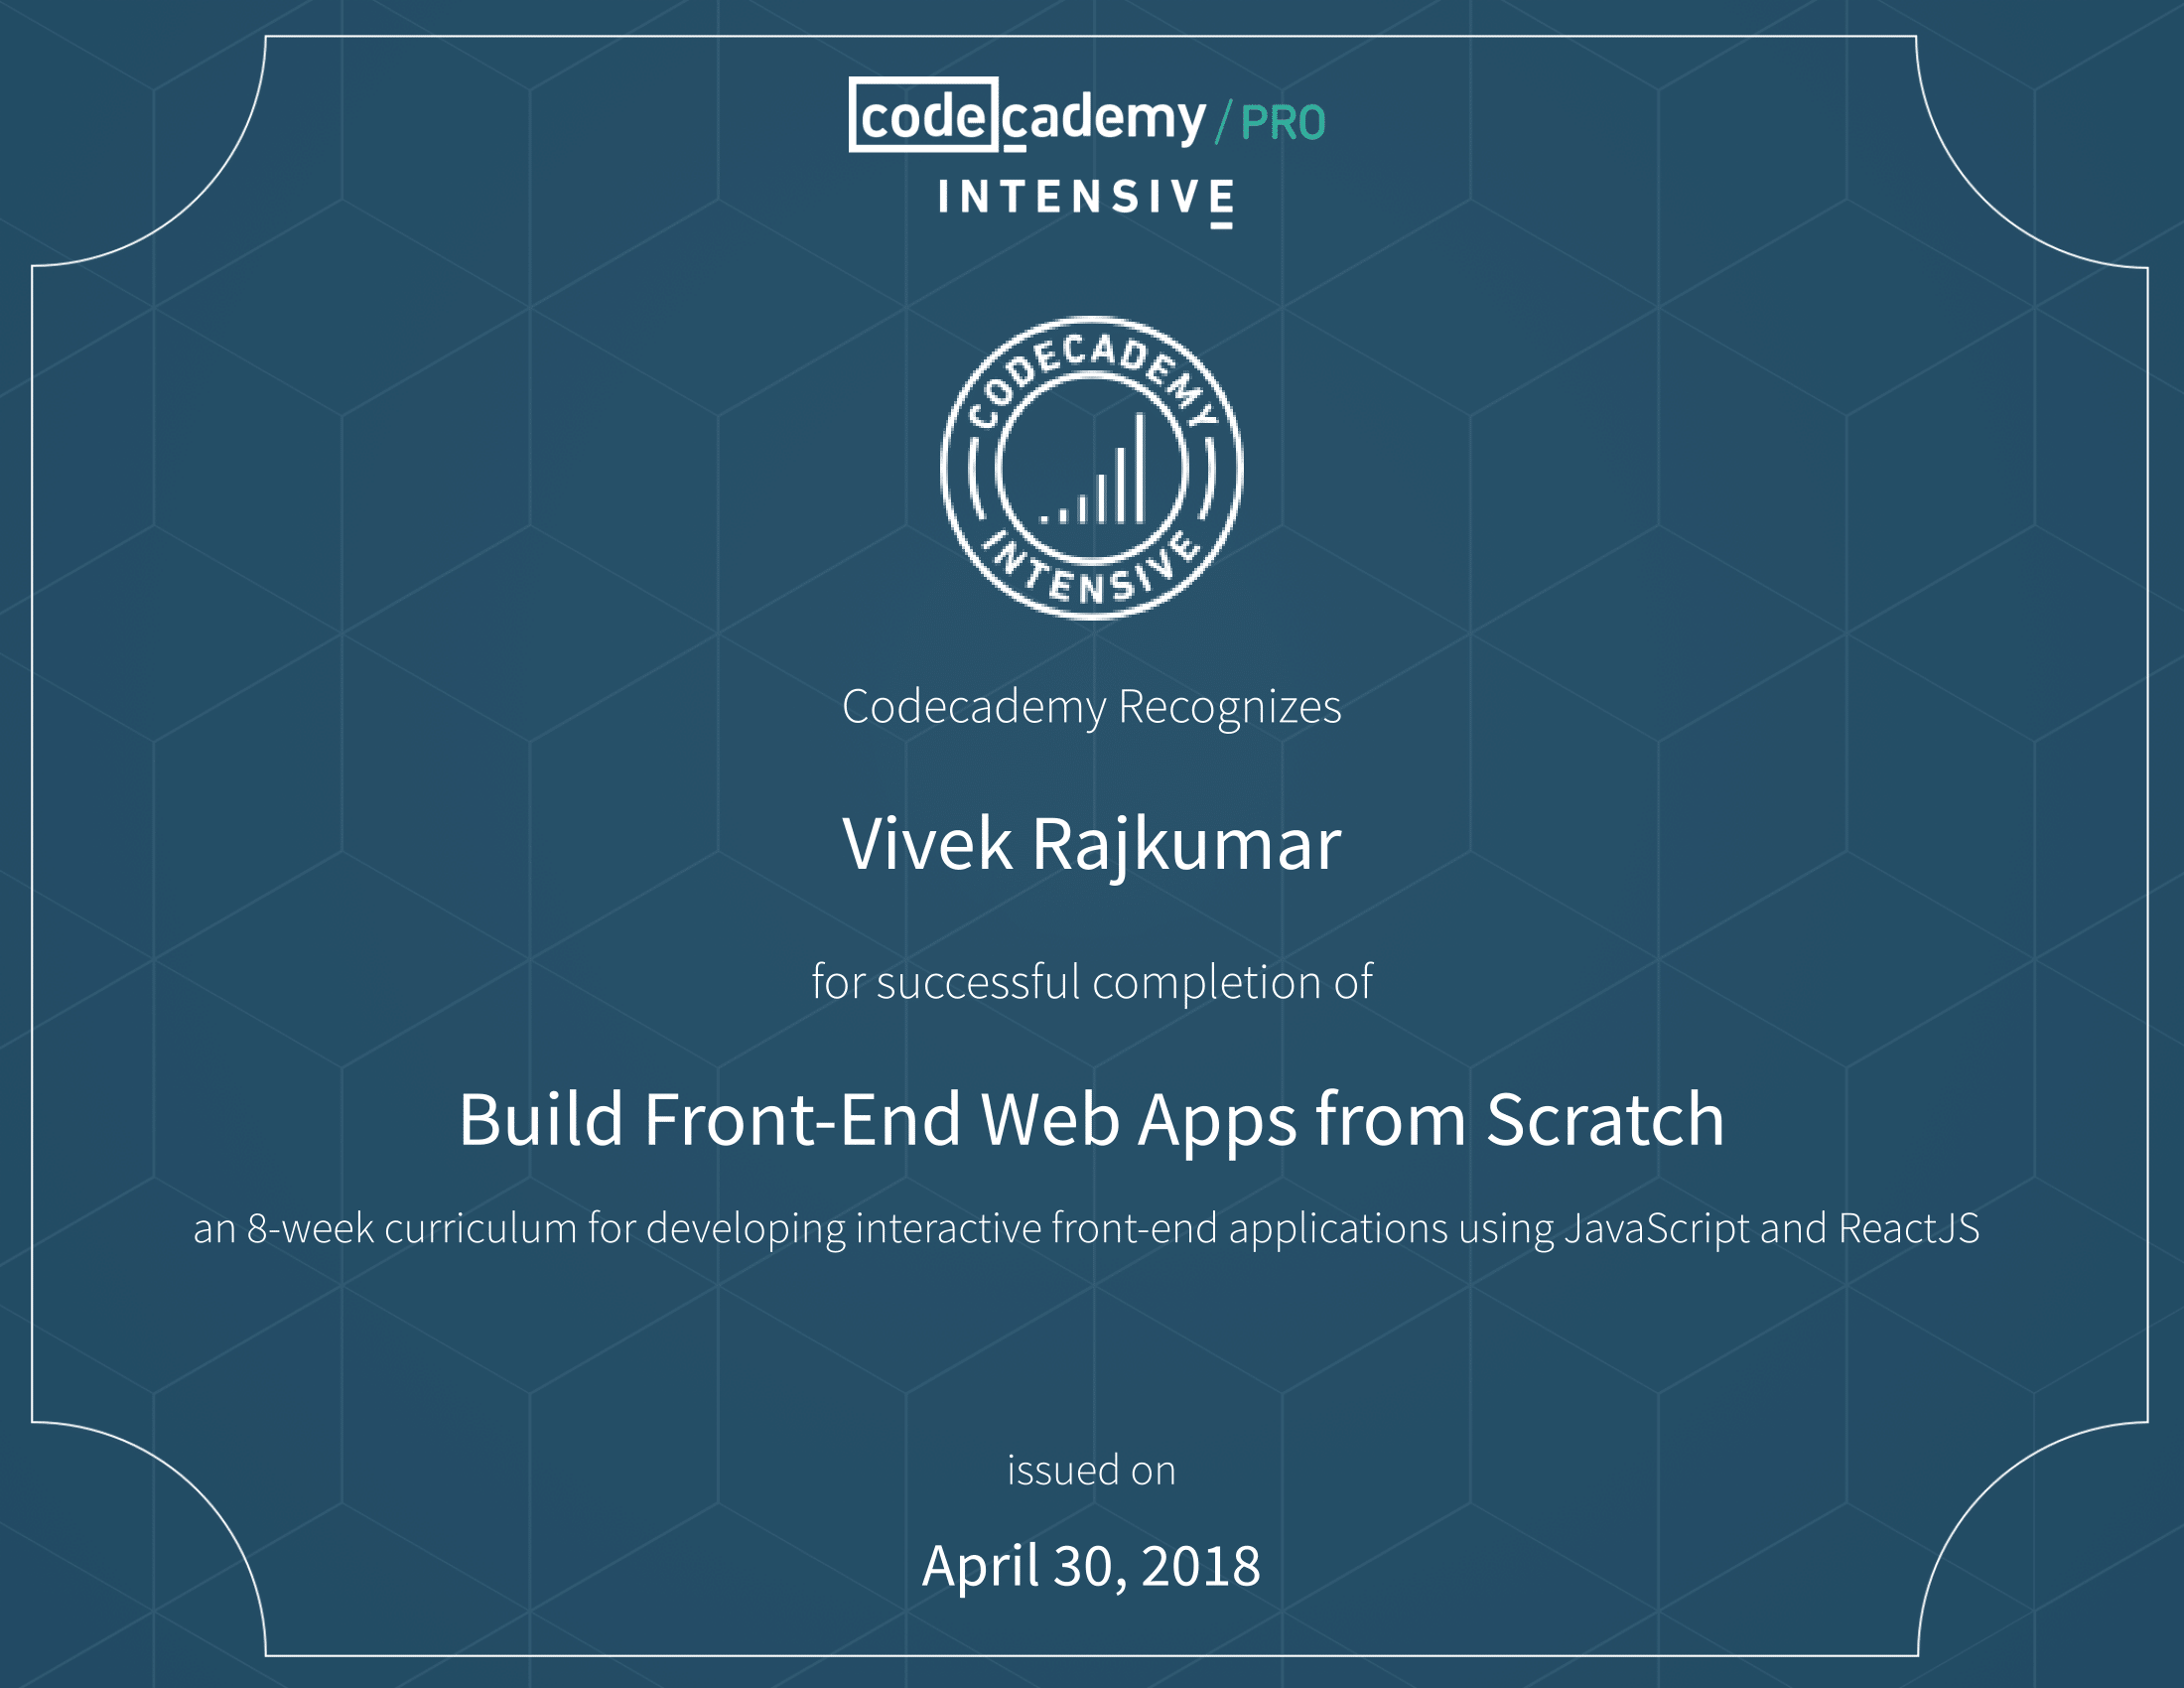 codecademy/PRO
INTENSIVE
CODECADEMY
INTENSIVE
Codecademy Recognizes
Vivek Rajkumar
for successful completion of
Build Front-End Web Apps from Scratch
an 8-week curriculum for developing interactive front-end applications using JavaScript and ReactJS
issued on
April 30, 2018